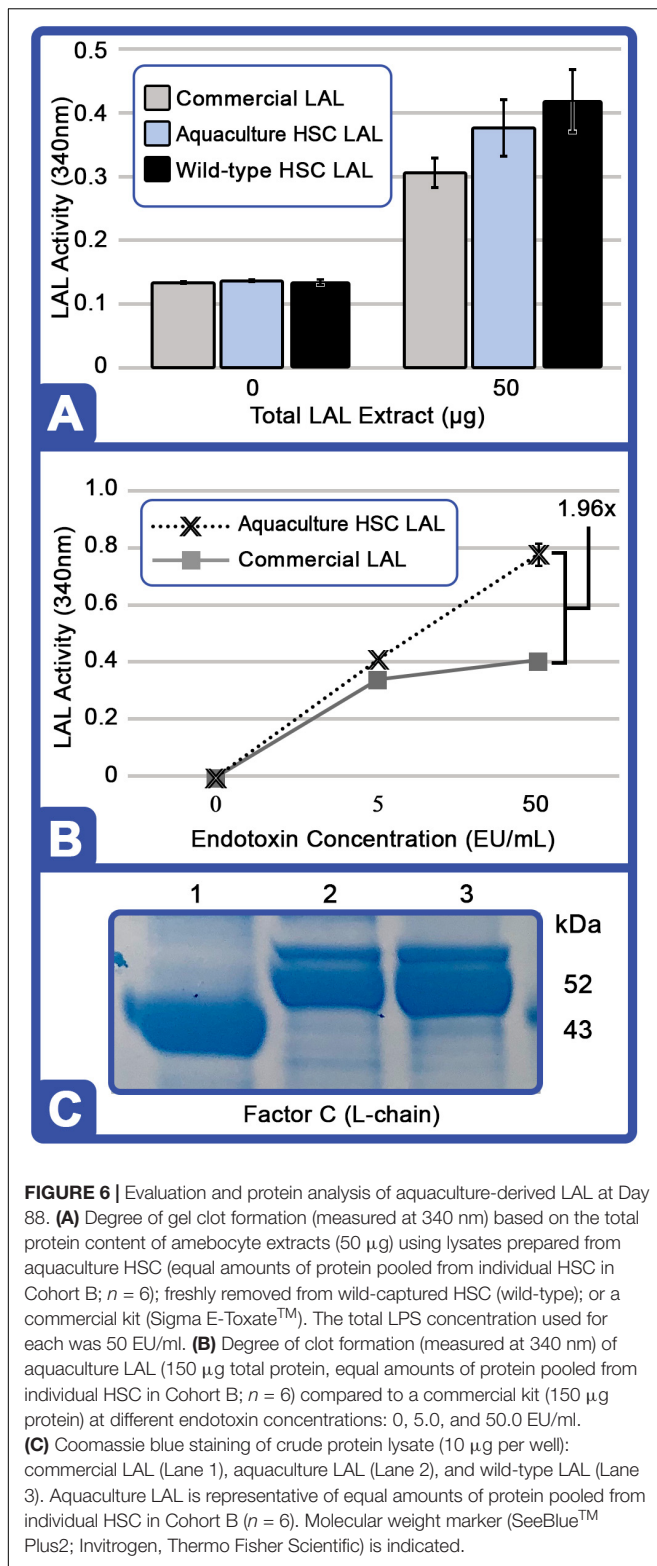 0.5
0.4
0.3
0.2
0.1
0
LAL Activity (340nm)
Commercial LAL
Aquaculture HSC LAL
Wild-type HSC LAL
0 50
Total LAL Extract (µg)
A
1.0
0.8
0.6
0.4
0.2
0
LAL Activity (340nm)
Aquaculture HSC LAL
Commercial LAL
1.96x
0 5 50
Endotoxin Concentration (EU/mL)
B
1 2 3
kDa
52
43
Factor C (L-chain)
C
FIGURE 6 | Evaluation and protein analysis of aquaculture-derived LAL at Day
88. (A) Degree of gel clot formation (measured at 340 nm) based on the total
protein content of amebocyte extracts (50 µg) using lysates prepared from
aquaculture HSC (equal amounts of protein pooled from individual HSC in
Cohort B; n = 6); freshly removed from wild-captured HSC (wild-type); or a
commercial kit (Sigma E-Toxate™). The total LPS concentration used for
each was 50 EU/ml. (B) Degree of clot formation (measured at 340 nm) of
aquaculture LAL (150 µg total protein, equal amounts of protein pooled from
individual HSC in Cohort B; n = 6) compared to a commercial kit (150 µg
protein) at different endotoxin concentrations: 0, 5.0, and 50.0 EU/ml.
(C) Coomassie blue staining of crude protein lysate (10 µg per well):
commercial LAL (Lane 1), aquaculture LAL (Lane 2), and wild-type LAL (Lane
3). Aquaculture LAL is representative of equal amounts of protein pooled from
individual HSC in Cohort B (n = 6). Molecular weight marker (SeeBlue™
Plus2; Invitrogen, Thermo Fisher Scientific) is indicated.